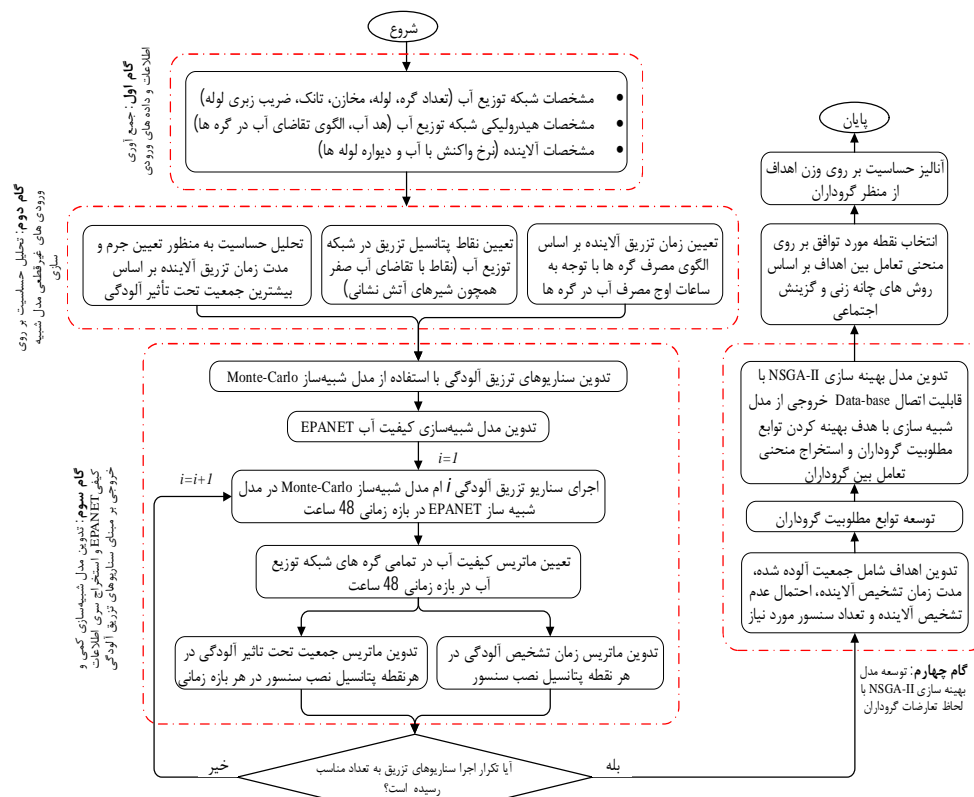 شروع
گام اول: جمع آوری
اطلاعات و داده های ورودی
مشخصات شبکه توزیع آب (تعداد گره، لوله، مخازن، تانک، ضریب زبری لوله)
مشخصات هیدرولیکی شبکه توزیع آب (هد آب، الگوی تقاضای آب در گره ها)
مشخصات آلاینده (نرخ واکنش با آب و دیواره لوله ها)
گام دوم: تحلیل حساسیت بر روی
ورودی های غیرقطعی مدل شبیه
سازی
تعیین زمان تزریق آلاینده بر اساس
الگوی مصرف گره ها با توجه به
ساعات اوج مصرف آب در گره ها
تعیین نقاط پتانسیل تزریق در شبکه
توزیع آب (نقاط با تقاضای آب صفر
همچون شیرهای آتش نشانی)
تحلیل حساسیت به منظور تعیین جرم و
مدت زمان تزریق آلاینده بر اساس
بیشترین جمعیت تحت تأثیر آلودگی
گام سوم: تدوین مدل شبیه‌سازی کمی و
کیفی EPANET و استخراج سری اطلاعات
خروجی بر مبنای سناریوهای تزریق آلودگی
تدوین سناریوهای ترزیق آلودگی با استفاده از مدل شبیه‌ساز Monte-Carlo
تدوین مدل شبیه‌سازی کیفیت آب EPANET
i=1
i=i+1
اجرای سناریو تزریق آلودگی i ام مدل شبیه‌ساز Monte-Carlo در مدل
شبیه ساز EPANET در بازه زمانی 48 ساعت
تعیین ماتریس کیفیت آب در تمامی گره های شبکه توزیع
آب در بازه زمانی 48 ساعت
تدوین ماتریس زمان تشخیص آلودگی در
هر نقطه پتانسیل نصب سنسور
تدوین ماتریس جمعیت تحت تاثیر آلودگی در
هرنقطه پتانسیل نصب سنسور در هر بازه زمانی
آیا تکرار اجرا سناریوهای تزریق به تعداد مناسب
رسیده است؟
خیر
بله
گام چهارم: توسعه مدل
بهینه سازی NSGA-II با
لحاظ تعارضات گروداران
تدوین اهداف شامل جمعیت آلوده شده،
مدت زمان تشخیص آلاینده، احتمال عدم
تشخیص آلاینده و تعداد سنسور مورد نیاز
توسعه توابع مطلوبیت گروداران
تدوین مدل بهینه سازی NSGA-II با
قابلیت اتصال Data-base خروجی از مدل
شبیه سازی با هدف بهینه کردن توابع
مطلوبیت گروداران و استخراج منحنی
تعامل بین گروداران
انتخاب نقطه مورد توافق بر روی
منحنی تعامل بین اهداف بر اساس
روش های چانه زنی و گزینش
اجتماعی
آنالیز حساسیت بر روی وزن اهداف
از منظر گروداران
پایان